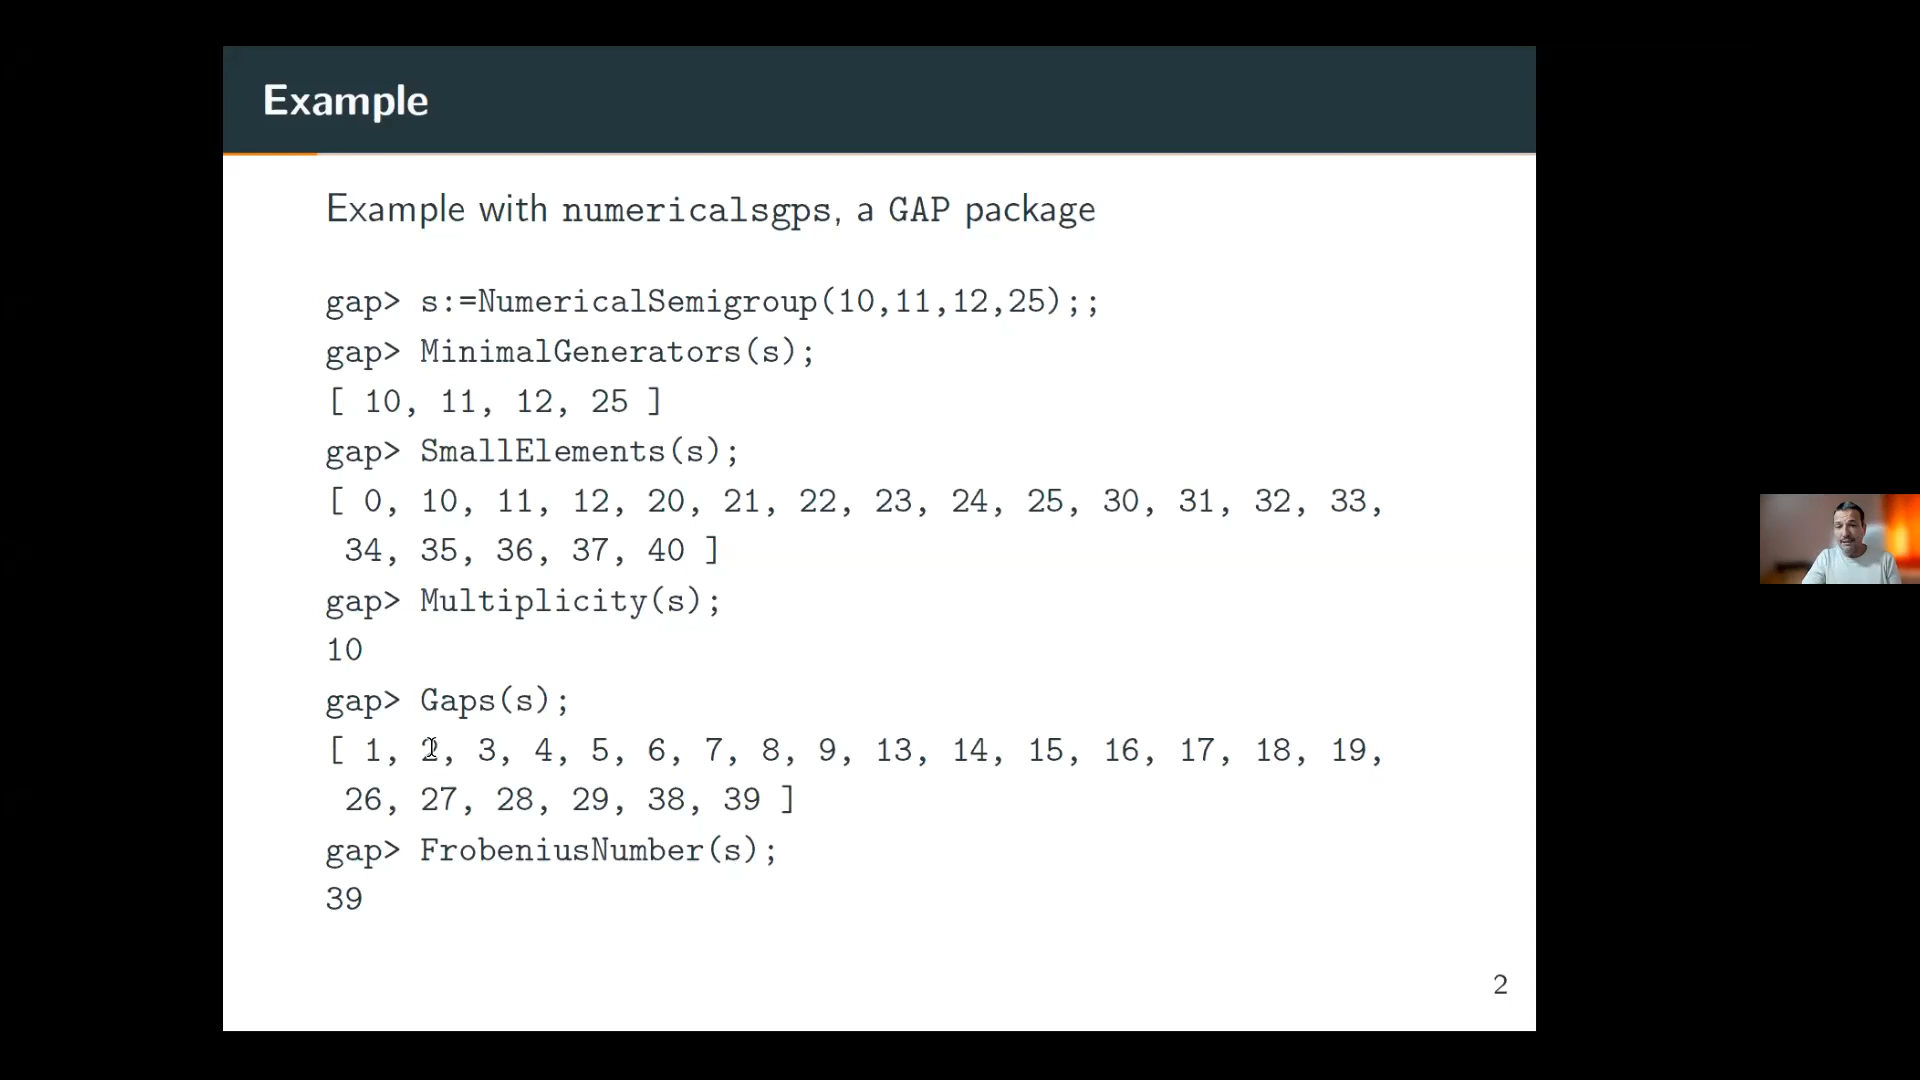 Example
Example with numericalsgps, a GAP package
gap> s:=NumericalSemigroup(10,11,12,25);;
gap> MinimalGenerators(s);
[ 10, 11, 12, 25 ]
gap> SmallElements(s);
[ 0, 10, 11, 12, 20, 21, 22, 23, 24, 25, 30, 31, 32, 33,
34, 35, 36, 37, 40 ]
gap> Multiplicity(s);
10
gap> Gaps(s);
[ 1, 2, 3, 4, 5, 6, 7, 8, 9, 13, 14, 15, 16, 17, 18, 19,
26, 27, 28, 29, 38, 39 ]
gap> FrobeniusNumber(s);
39
2